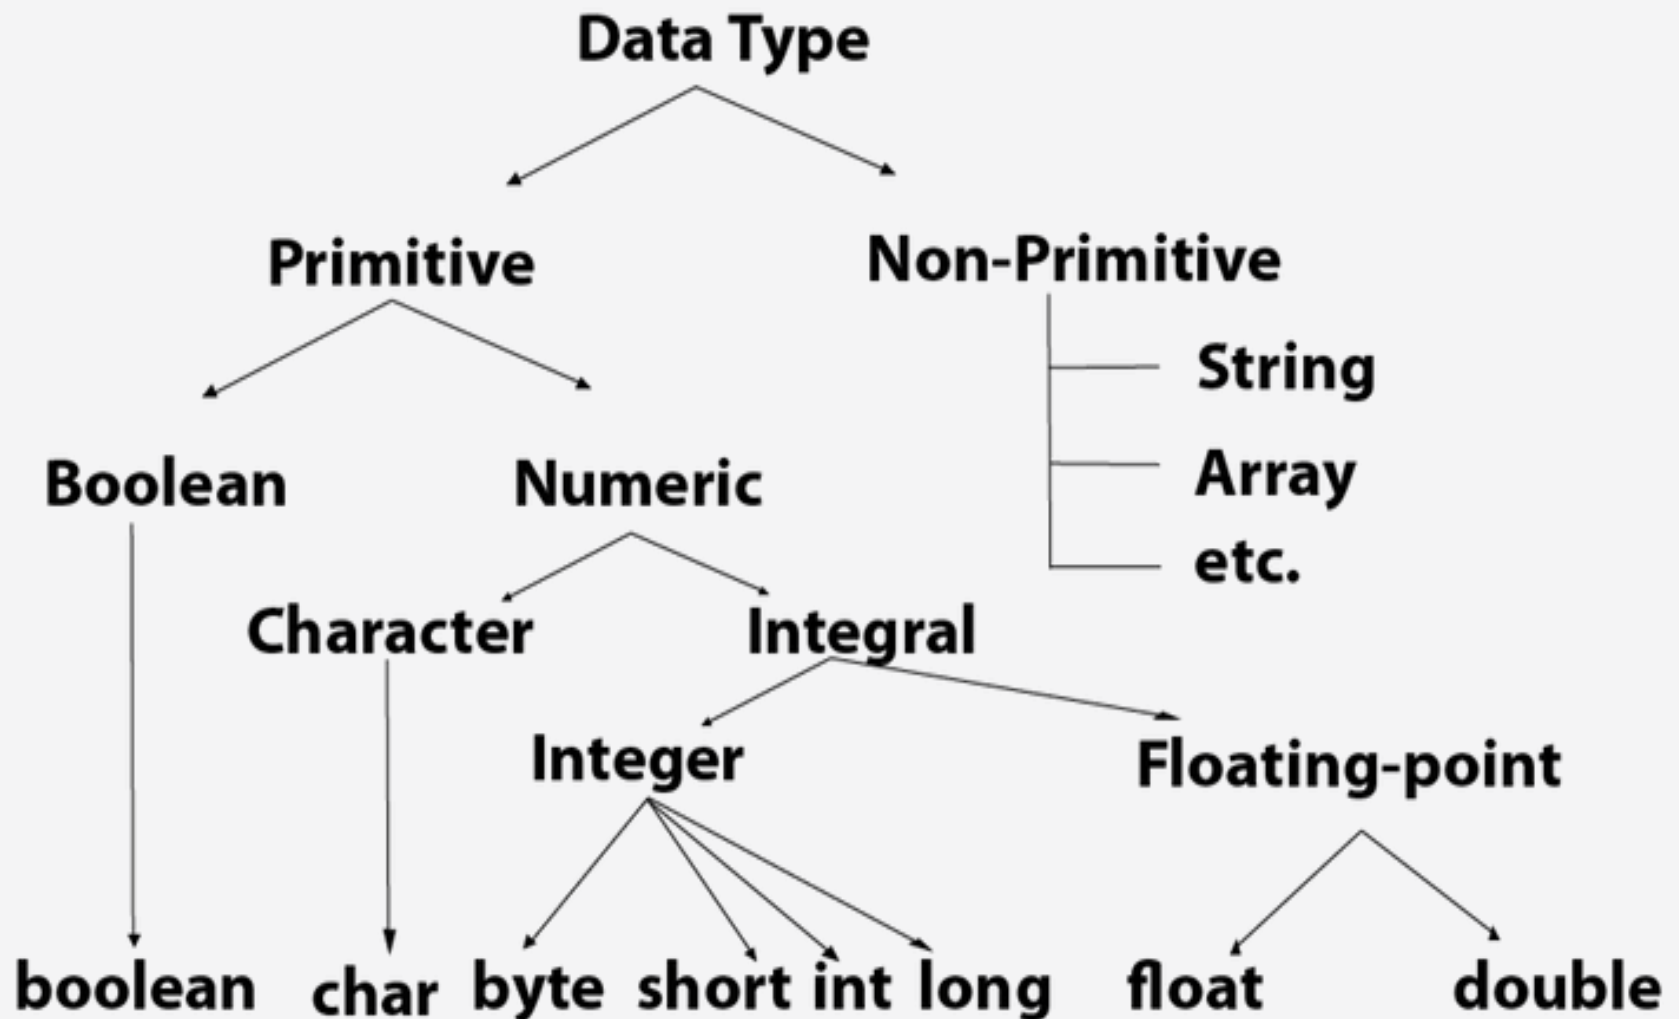 Data Type
Primitive
Non-Primitive
String
Array
etc.
Boolean
Numeric
Character
Integral
Integer
Floating-point
boolean
char
byte
short
int
long
float
double